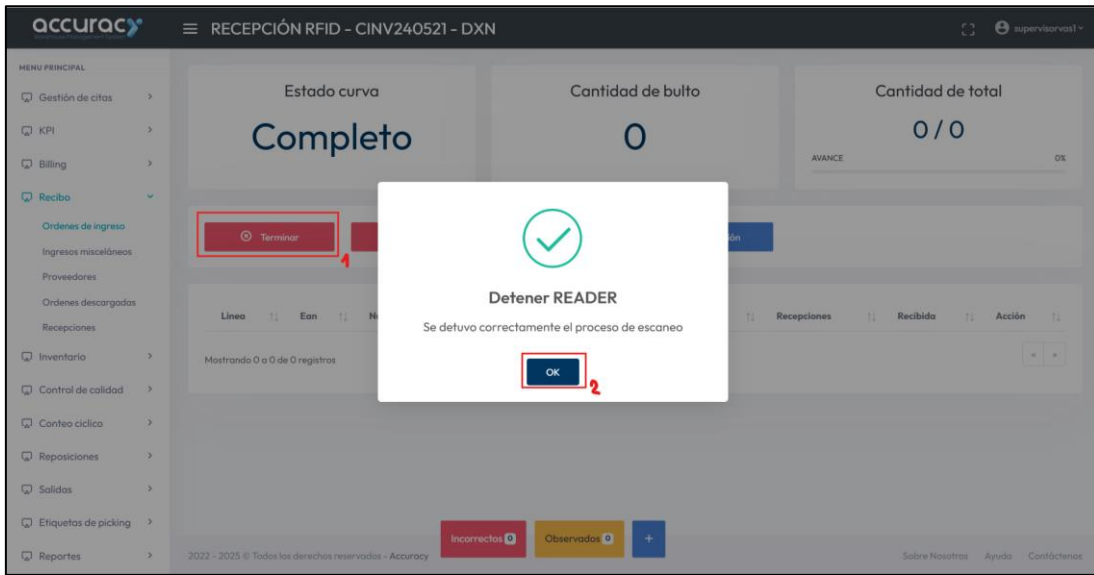 accuracy
RECEPCIÓN RFID - CINV240521 - DXN
supervisorvas1
MENU PRINCIPAL
Gestión de citas
KPI
Billing
Recibo
Ordenes de ingreso
Ingresos misceláneos
Proveedores
Ordenes descargadas
Recepciones
Inventario
Control de calidad
Conteo ciclico
Reposiciones
Salidas
Etiquetas de picking
Reportes
Estado curva
Completo
Cantidad de bulto
0
Cantidad de total
0 / 0
AVANCE 0%
Terminar
1
Linea Ean Recepciones Recibida Acción
Mostrando 0 a 0 de 0 registros
« »
Detener READER
Se detuvo correctamente el proceso de escaneo
OK
2
Incorrectos 0 Observados 0 +
2022 - 2025 © Todos los derechos reservados - Accuracy
Sobre Nosotros Ayuda Contáctenos